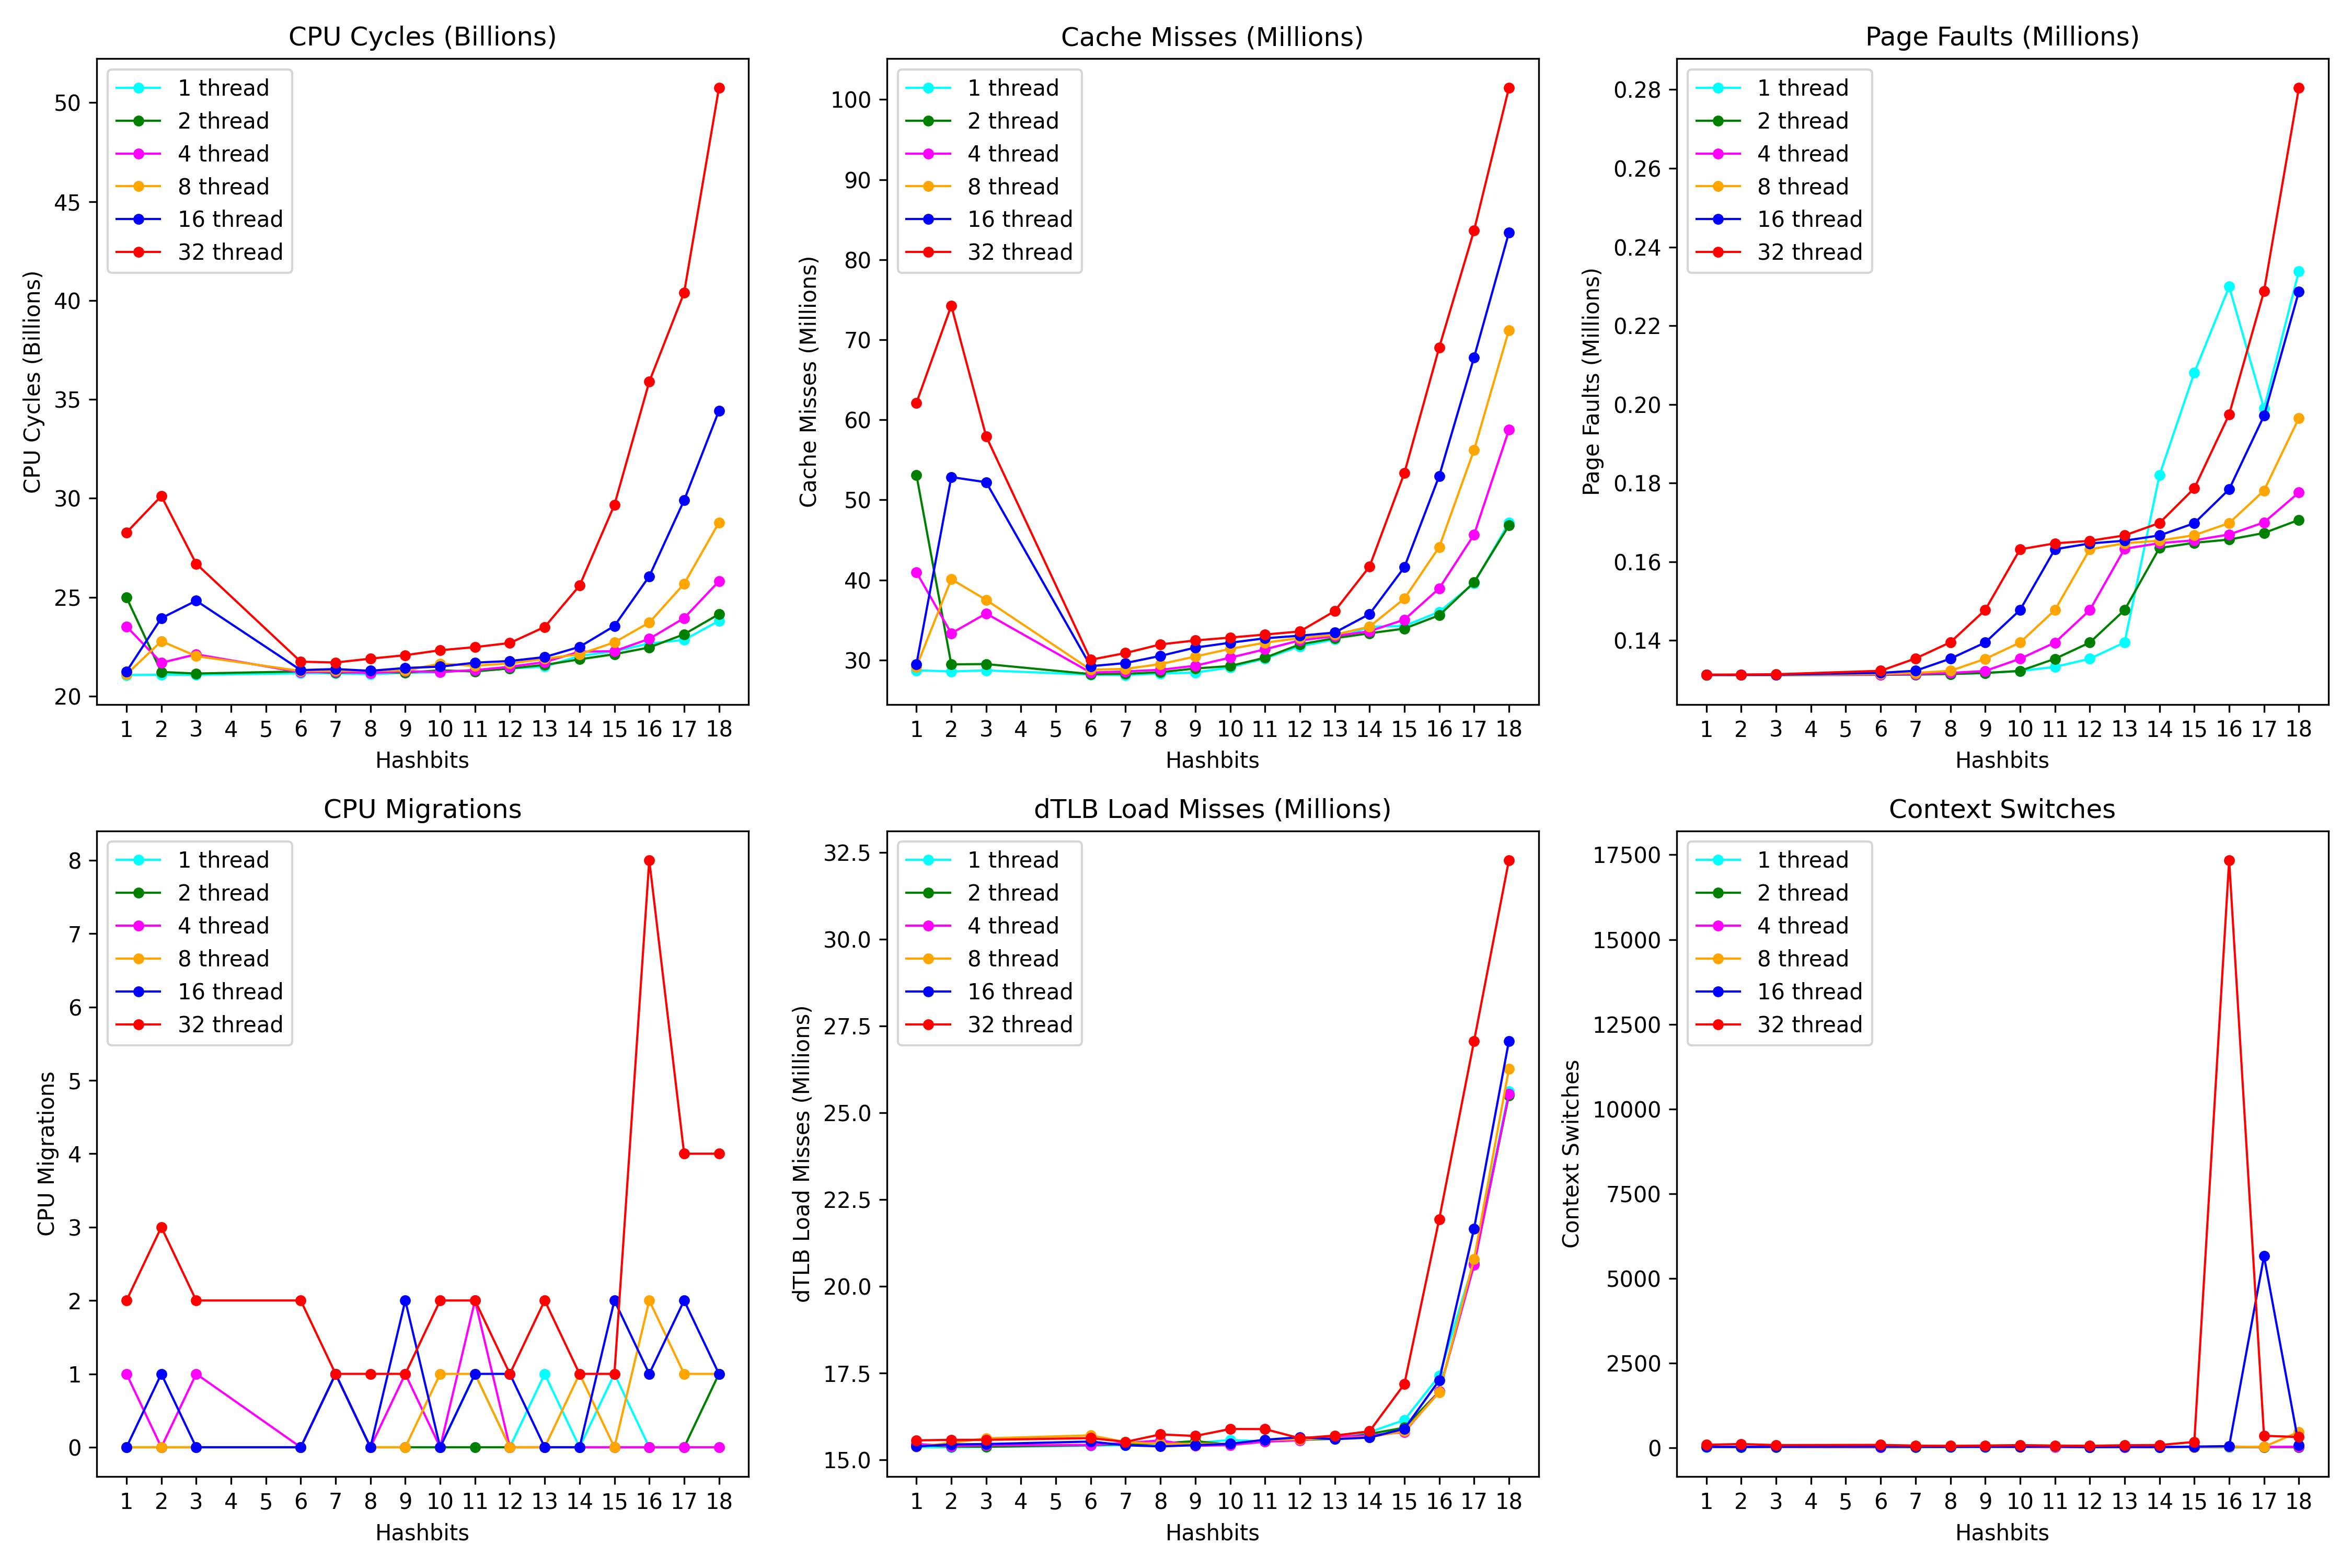 CPU Cycles (Billions)
CPU Cycles (Billions)
50
45
40
35
30
25
20
1 thread
2 thread
4 thread
8 thread
16 thread
32 thread
1 2 3 4 5 6 7 8 9 10 11 12 13 14 15 16 17 18
Hashbits
Cache Misses (Millions)
Cache Misses (Millions)
100
90
80
70
60
50
40
30
1 thread
2 thread
4 thread
8 thread
16 thread
32 thread
1 2 3 4 5 6 7 8 9 10 11 12 13 14 15 16 17 18
Hashbits
Page Faults (Millions)
Page Faults (Millions)
0.28
0.26
0.24
0.22
0.20
0.18
0.16
0.14
1 thread
2 thread
4 thread
8 thread
16 thread
32 thread
1 2 3 4 5 6 7 8 9 10 11 12 13 14 15 16 17 18
Hashbits
CPU Migrations
CPU Migrations
8
7
6
5
4
3
2
1
0
1 thread
2 thread
4 thread
8 thread
16 thread
32 thread
1 2 3 4 5 6 7 8 9 10 11 12 13 14 15 16 17 18
Hashbits
dTLB Load Misses (Millions)
dTLB Load Misses (Millions)
32.5
30.0
27.5
25.0
22.5
20.0
17.5
15.0
1 thread
2 thread
4 thread
8 thread
16 thread
32 thread
1 2 3 4 5 6 7 8 9 10 11 12 13 14 15 16 17 18
Hashbits
Context Switches
Context Switches
17500
15000
12500
10000
7500
5000
2500
0
1 thread
2 thread
4 thread
8 thread
16 thread
32 thread
1 2 3 4 5 6 7 8 9 10 11 12 13 14 15 16 17 18
Hashbits